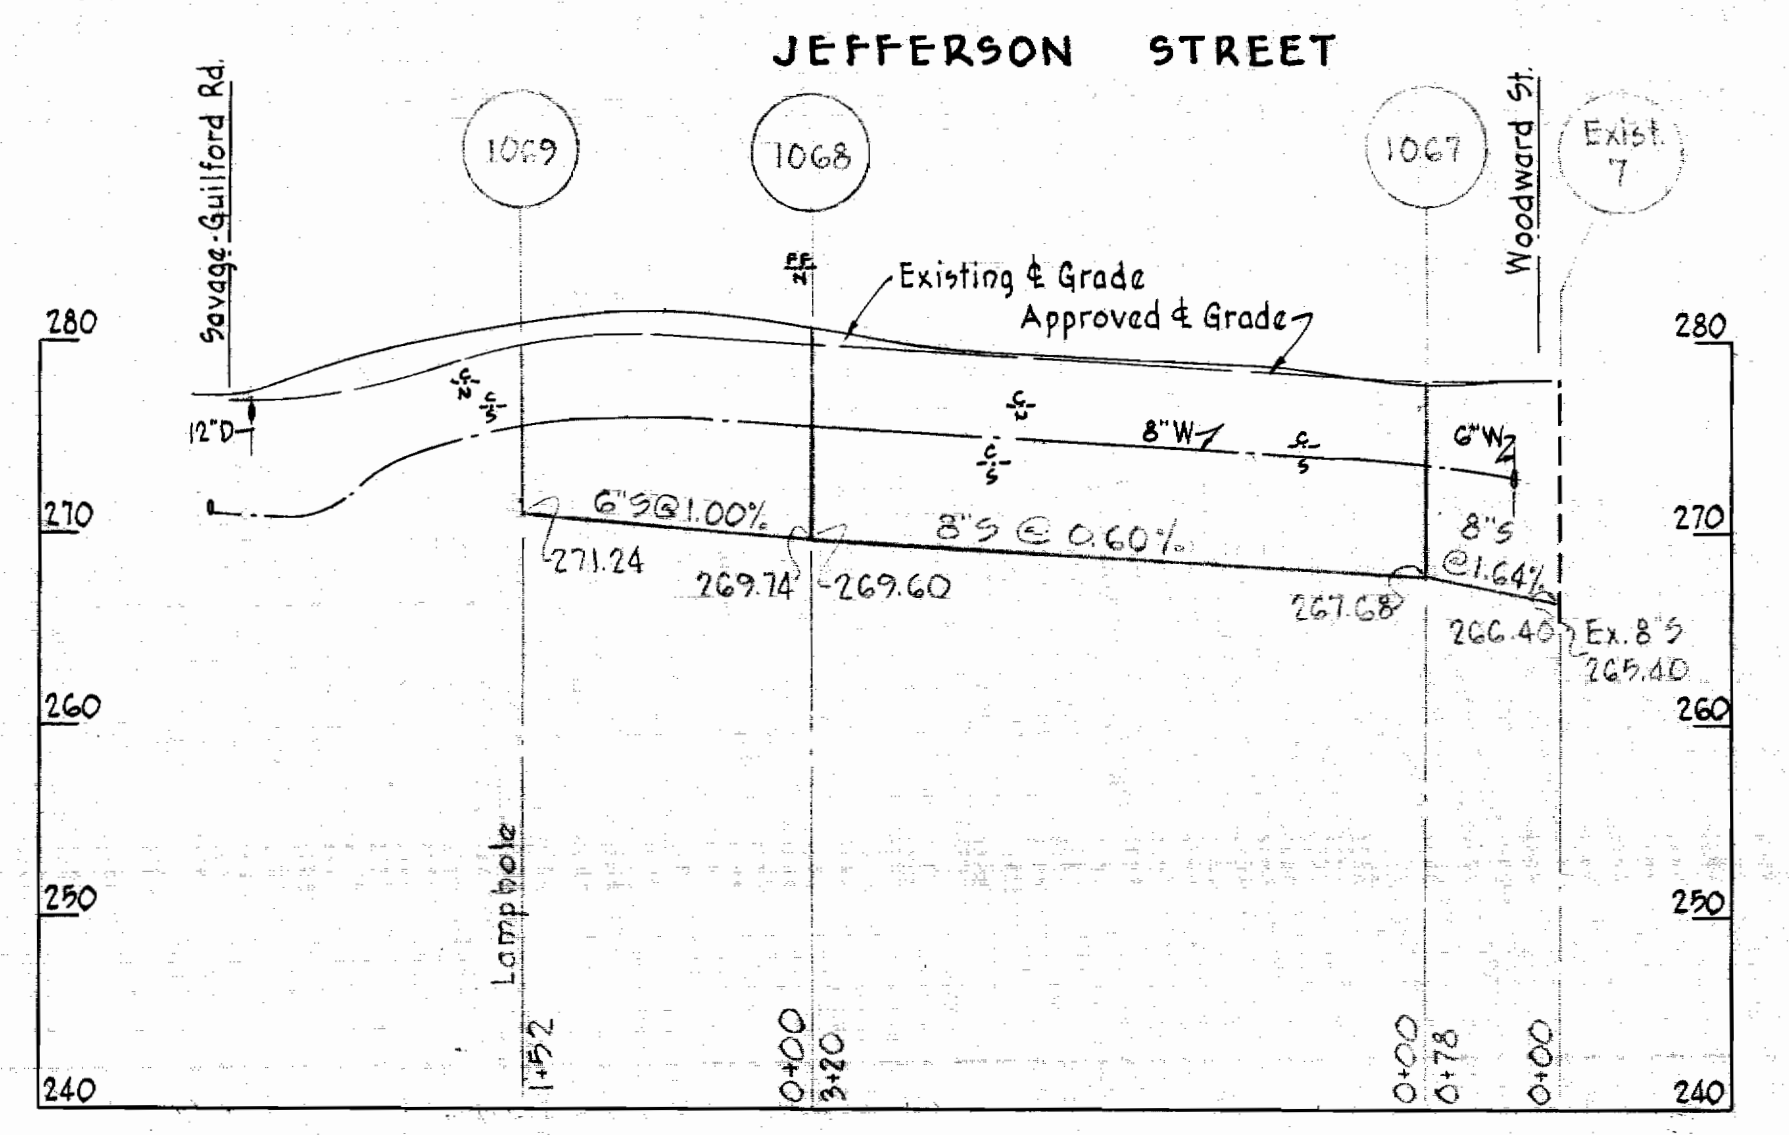 JEFFERSON STREET
Savage-Guilford Rd.
1069
1068
1067
Woodward St.
Exist.
7
FF
N
Existing ℄ Grade
Approved ℄ Grade
280
280
C
N
C
S
12"D
C
N
C
S
8"W
C
S
6"W
270
270
6"S@1.00%
8"S @ 0.60%
8"S
@1.64%
271.24
269.74
269.60
267.68
266.40
Ex. 8"S
265.40
260
260
250
250
Lamphole
1+52
0+00
3+20
0+00
0+78
0+00
240
240